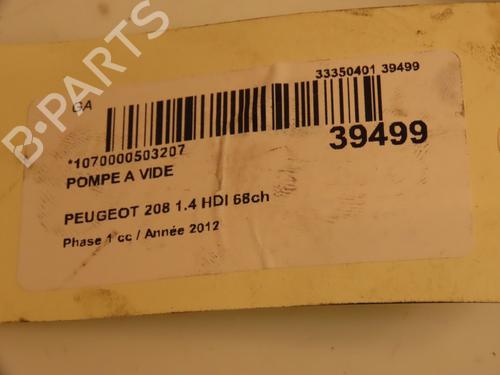 33350401 39499
GA
*1070000503207
39499
POMPE A VIDE
PEUGEOT 208 1.4 HDI 68ch
Phase 1 cc / Année 2012
B-PARTS